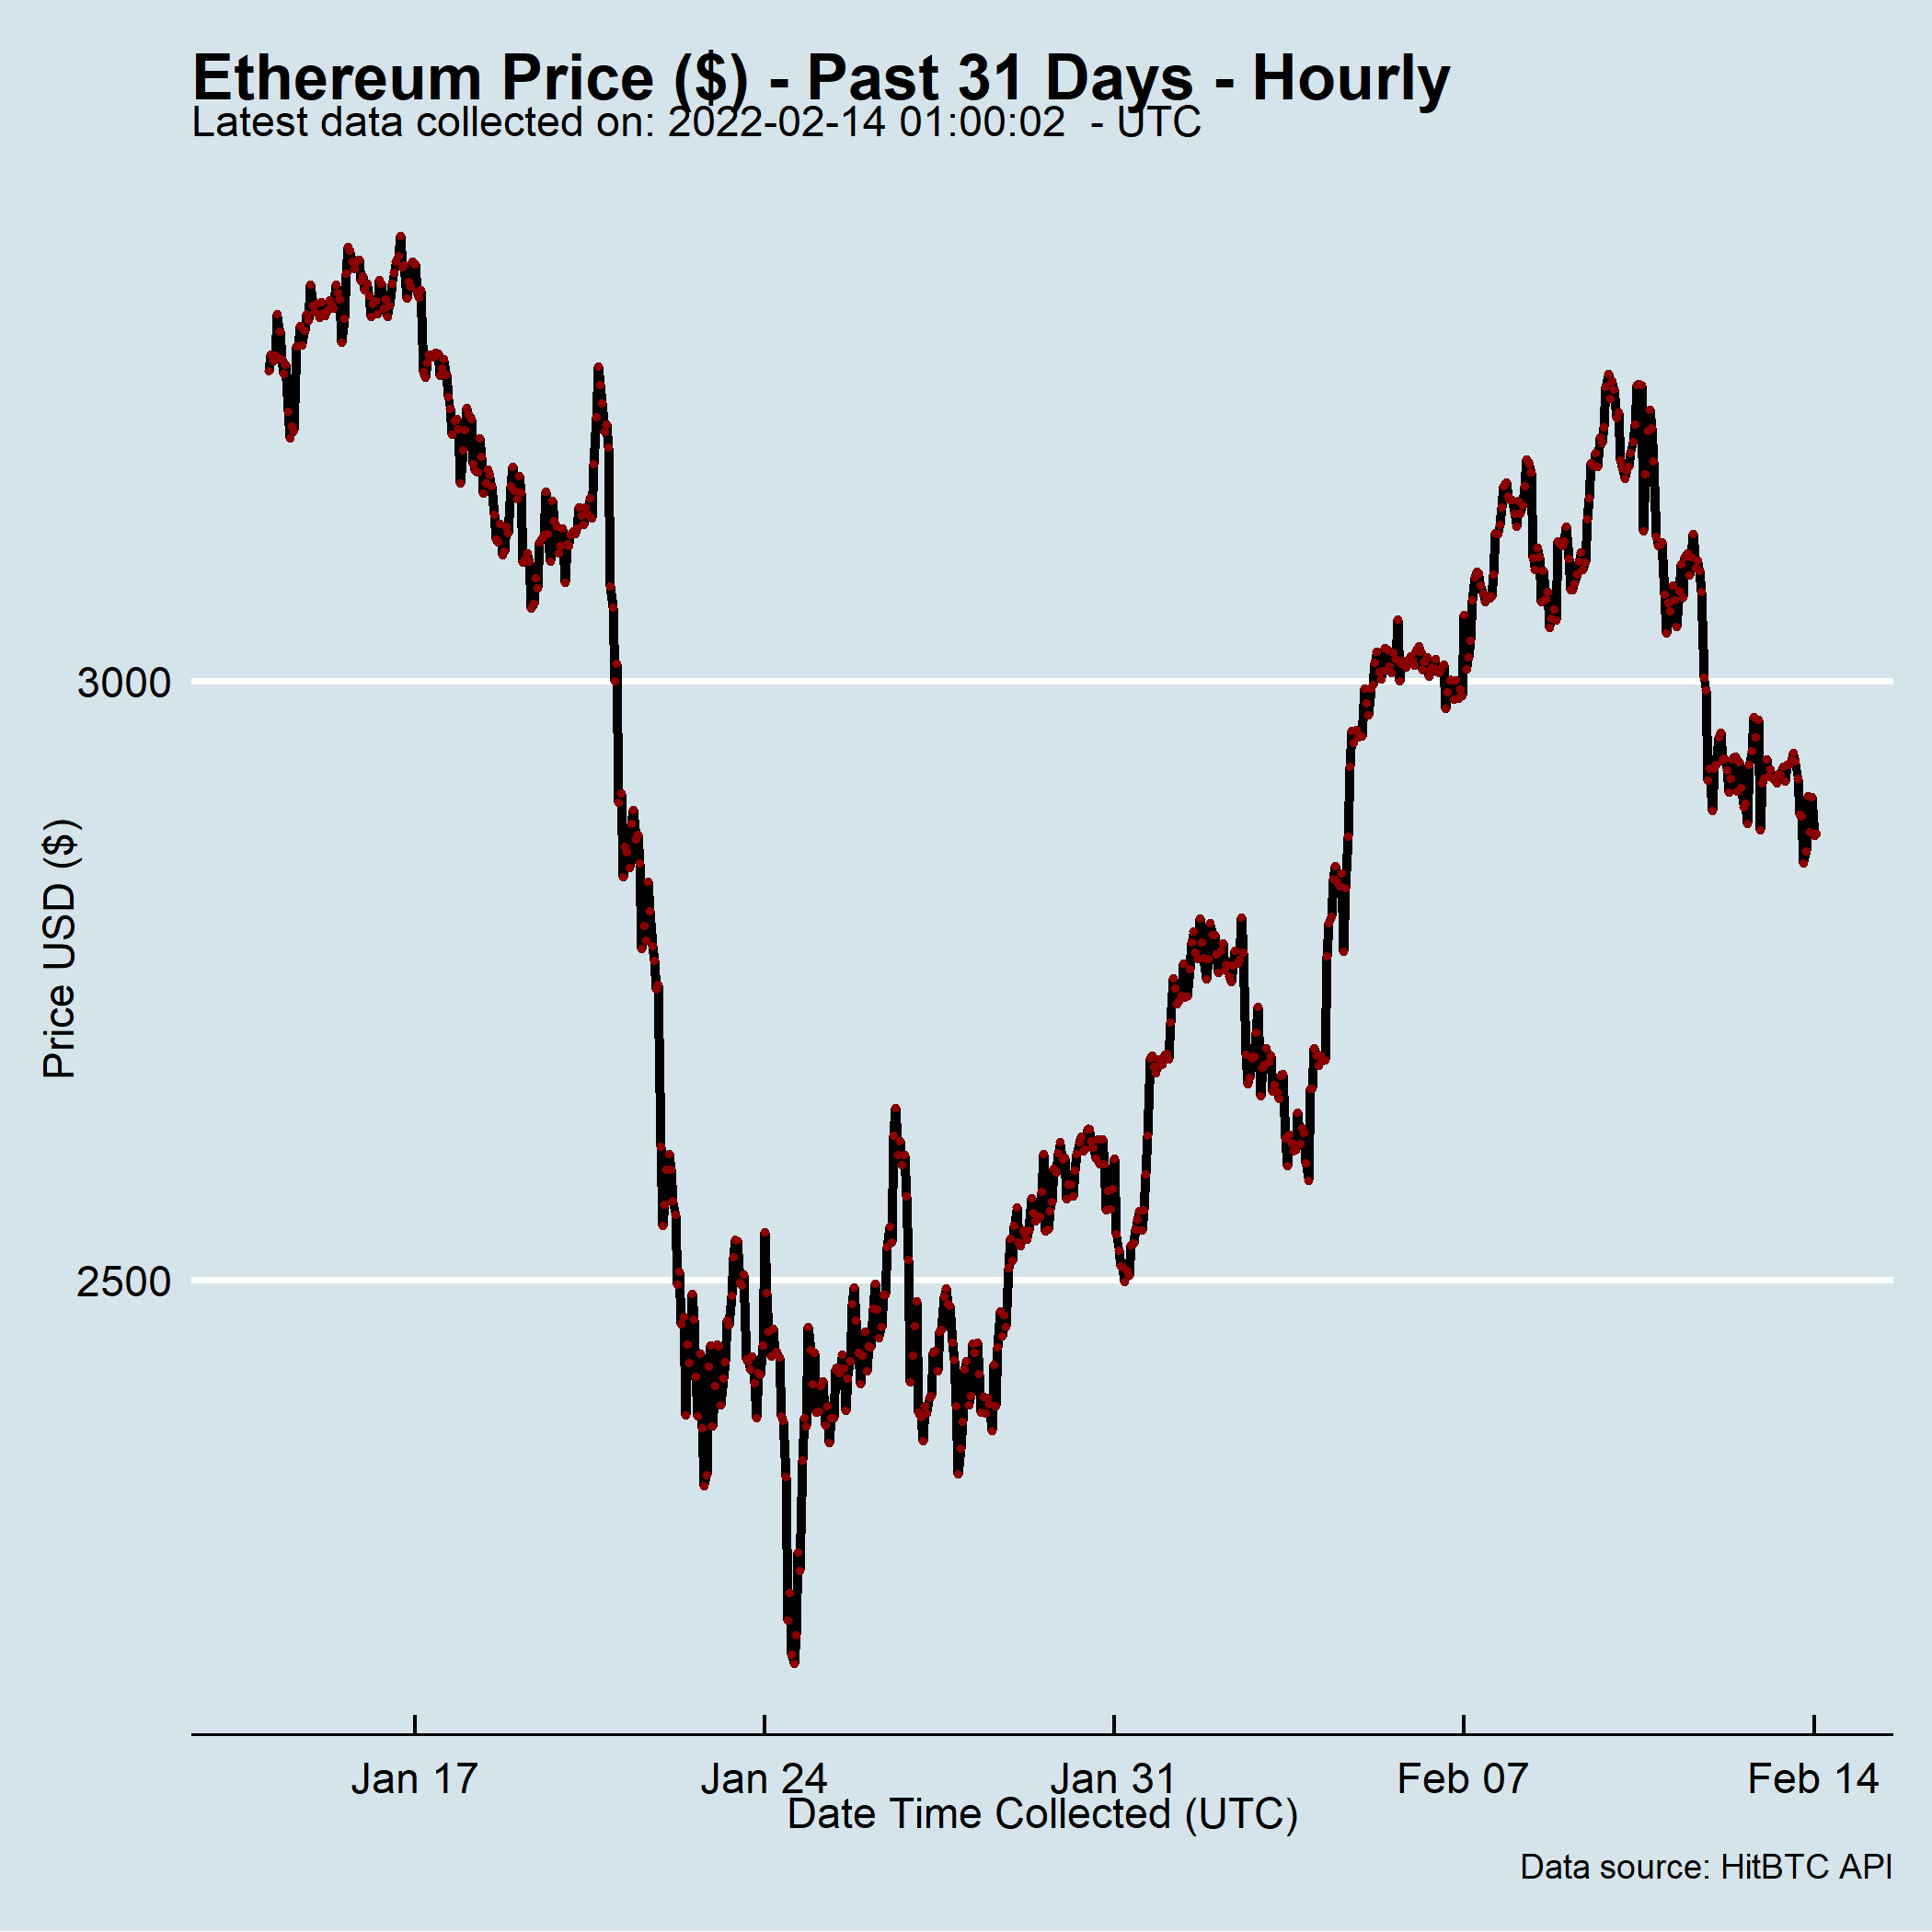 Ethereum Price ($) - Past 31 Days - Hourly
Latest data collected on: 2022-02-14 01:00:02  - UTC
3000
Price USD ($)
2500
Jan 17
Jan 24
Jan 31
Feb 07
Feb 14
Date Time Collected (UTC)
Data source: HitBTC API